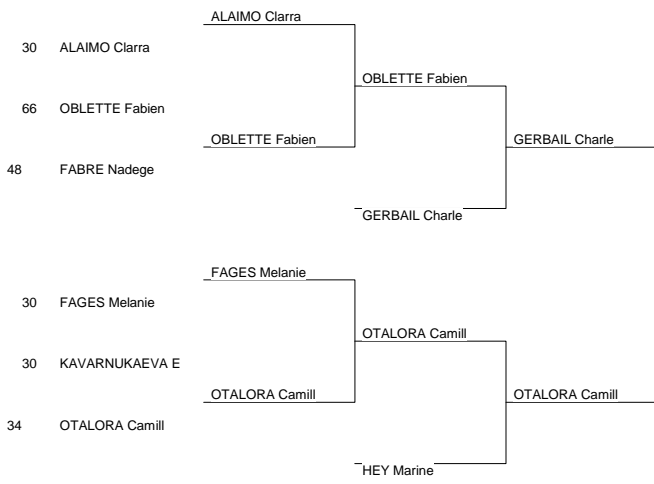 ALAIMO Clarra
30 ALAIMO Clarra
OBLETTE Fabien
66 OBLETTE Fabien
OBLETTE Fabien GERBAIL Charle
48 FABRE Nadege
GERBAIL Charle
FAGES Melanie
30 FAGES Melanie
OTALORA Camill
30 KAVARNUKAEVA E
OTALORA Camill OTALORA Camill
34 OTALORA Camill
HEY Marine